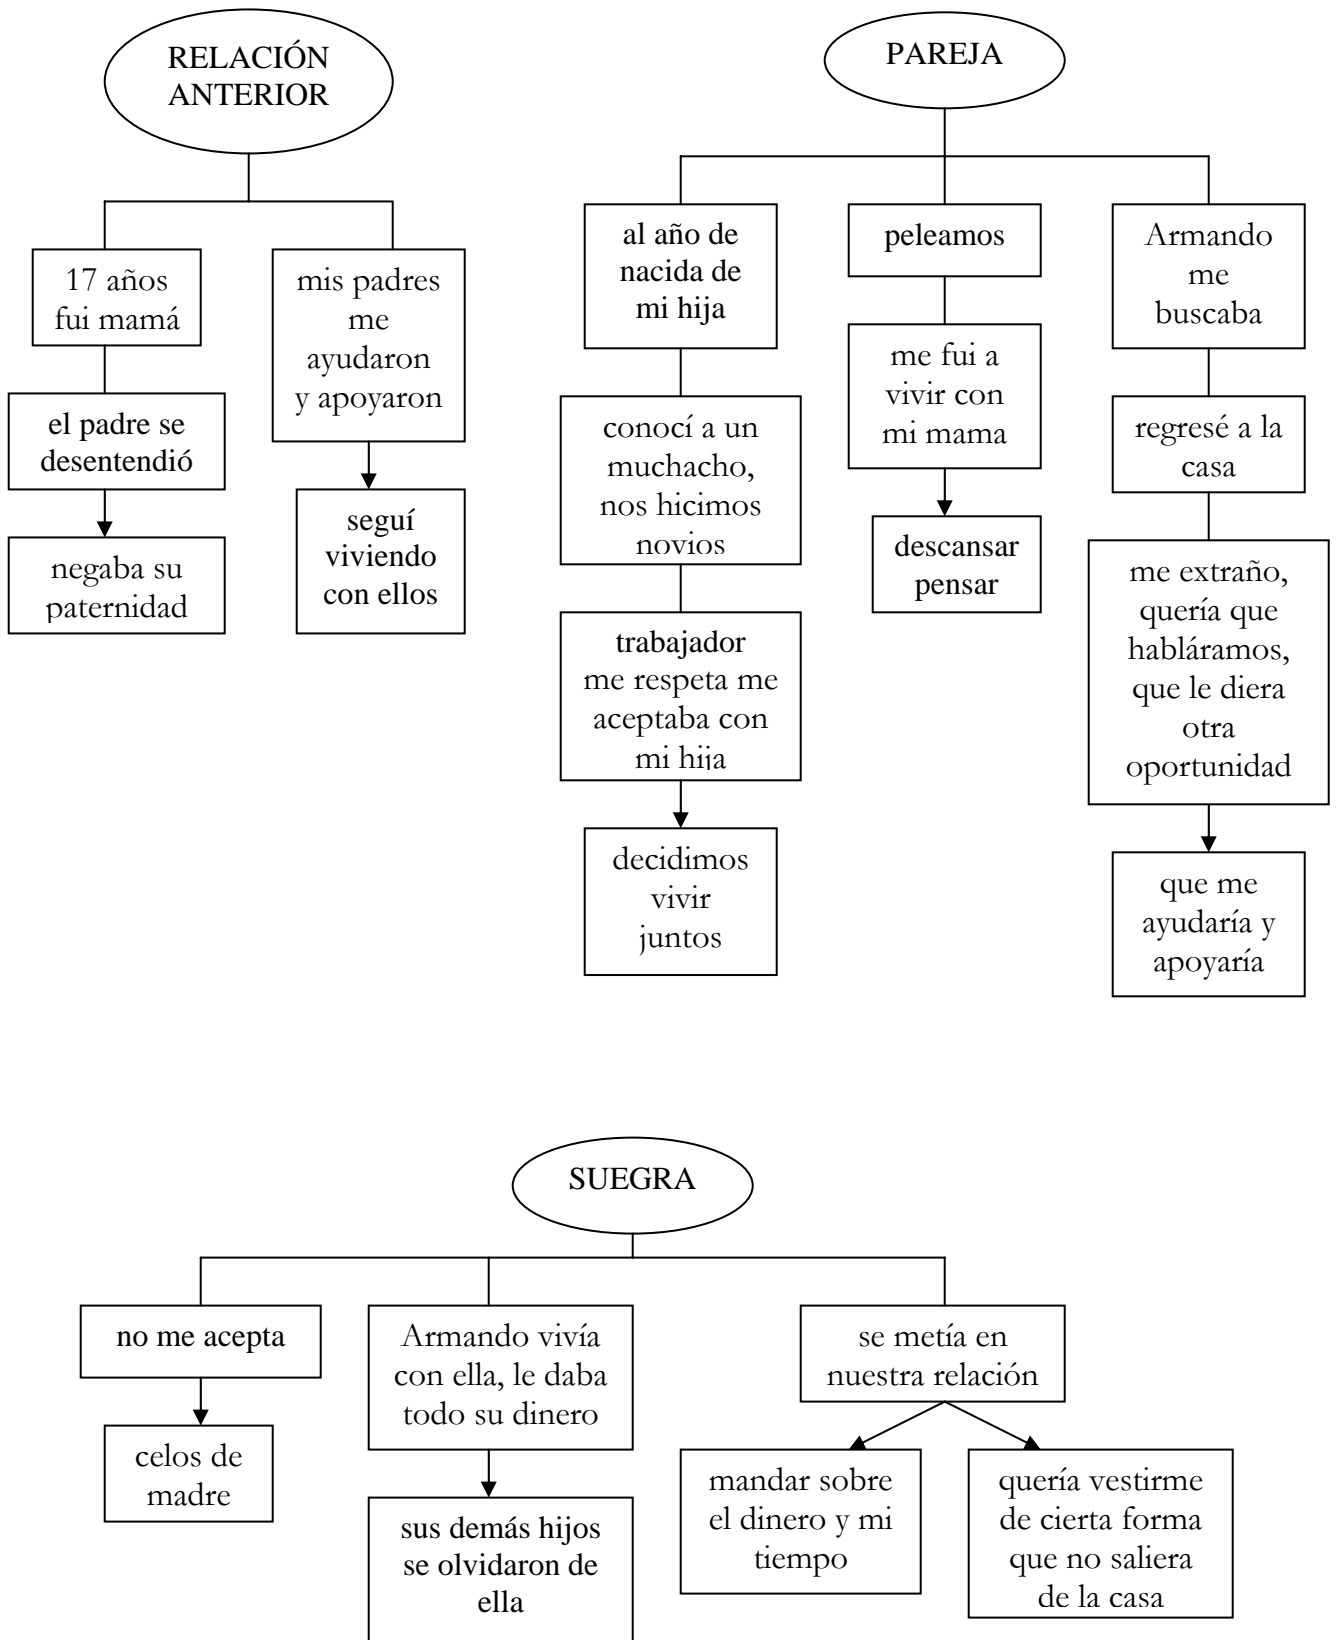 RELACIÓN
ANTERIOR
17 años
fui mamá
el padre se
desentendió
negaba su
paternidad
mis padres
me
ayudaron
y apoyaron
seguí
viviendo
con ellos
PAREJA
al año de
nacida de
mi hija
conocí a un
muchacho,
nos hicimos
novios
trabajador
me respeta me
aceptaba con
mi hija
decidimos
vivir
juntos
peleamos
me fui a
vivir con
mi mama
descansar
pensar
Armando
me
buscaba
regresé a la
casa
me extraño,
quería que
habláramos,
que le diera
otra
oportunidad
que me
ayudaría y
apoyaría
SUEGRA
no me acepta
celos de
madre
Armando vivía
con ella, le daba
todo su dinero
sus demás hijos
se olvidaron de
ella
se metía en
nuestra relación
mandar sobre
el dinero y mi
tiempo
quería vestirme
de cierta forma
que no saliera
de la casa